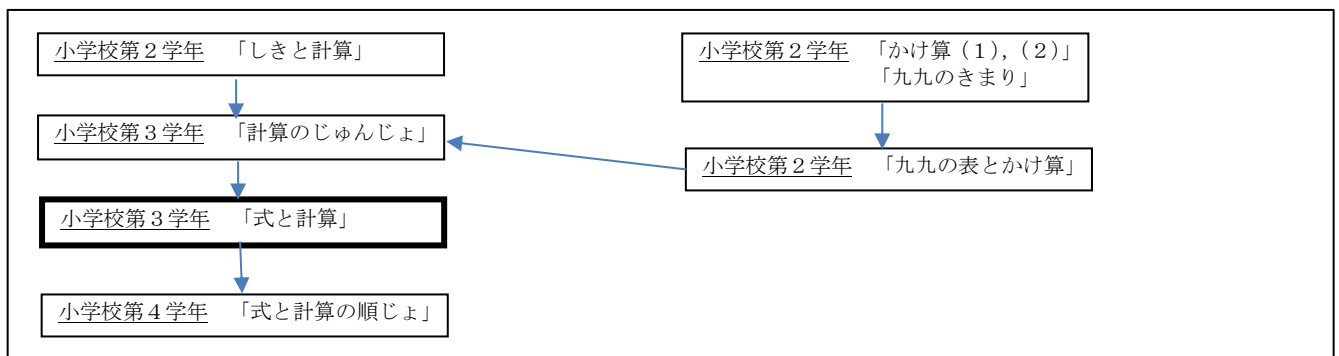 小学校第２学年　「しきと計算」
小学校第２学年　「かけ算（１），（２）」
「九九のきまり」
小学校第３学年　「計算のじゅんじょ」
小学校第２学年　「九九の表とかけ算」
小学校第３学年　「式と計算」
小学校第４学年　「式と計算の順じょ」